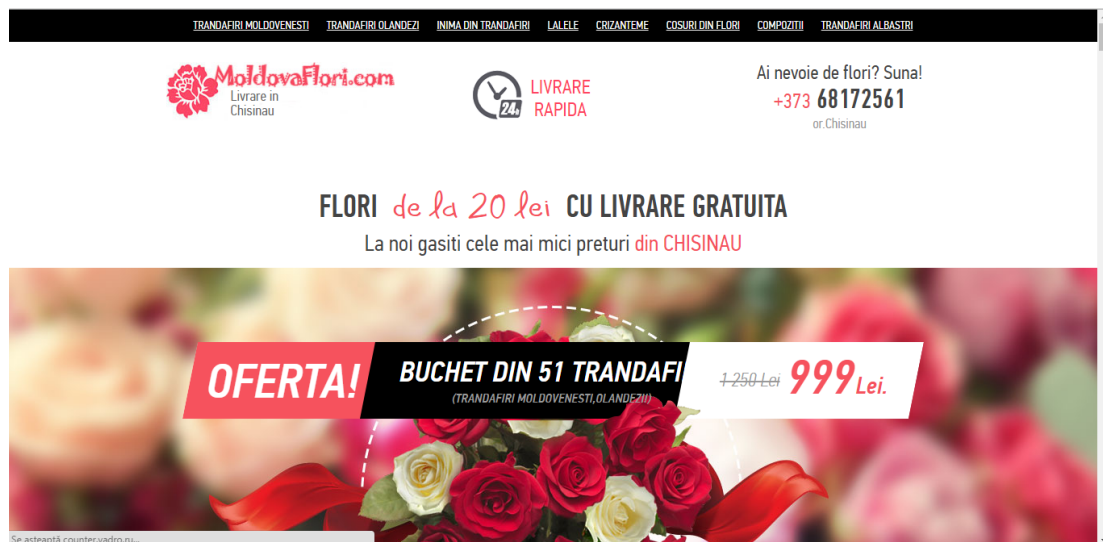 TRANDAFIRI MOLDOVENESTI TRANDAFIRI OLANDEZI INIMA DIN TRANDAFIRI LALELE CRIZANTEME COSURI DIN FLORI COMPOZITII TRANDAFIRI ALBASTRI
MoldovaFlori.com
Livrare in
Chisinau
24h
LIVRARE
RAPIDA
Ai nevoie de flori? Suna!
+373 68172561
or.Chisinau
FLORI de la 20 lei CU LIVRARE GRATUITA
La noi gasiti cele mai mici preturi din CHISINAU
OFERTA!
BUCHET DIN 51 TRANDAFI
(TRANDAFIRI MOLDOVENESTI,OLANDEZII)
1 250 Lei 999 Lei.
Se așteaptă counter.yadro.ru...